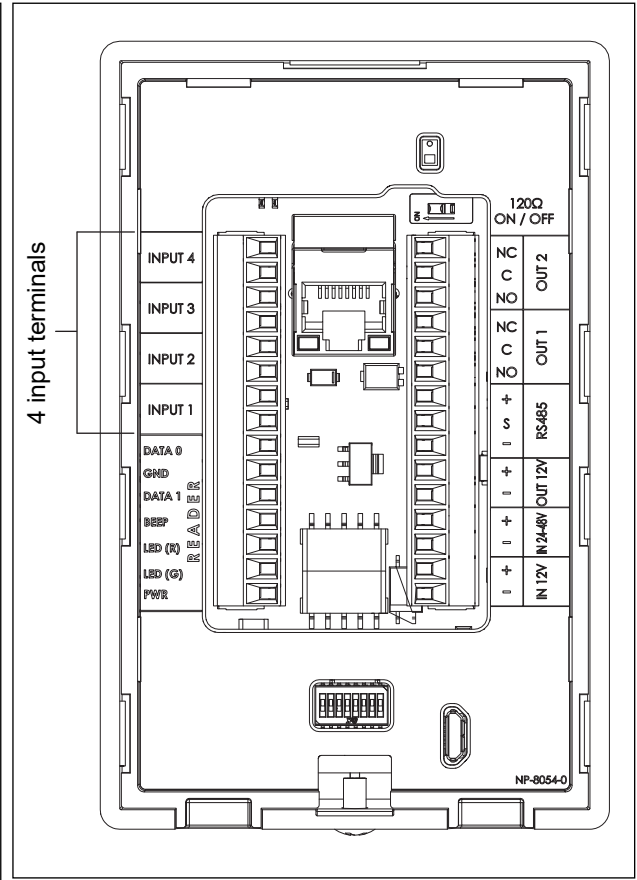 4 input terminals
INPUT 4
INPUT 3
INPUT 2
INPUT 1
DATA 0
GND
DATA 1
BEEP
LED (R)
LED (G)
PWR
READER
ON
120Ω
ON / OFF
NC
C
NO
OUT 2
NC
C
NO
OUT 1
+
S
-
RS485
+
-
OUT 12V
+
-
IN 24-48V
+
-
IN 12V
NP-8054-0